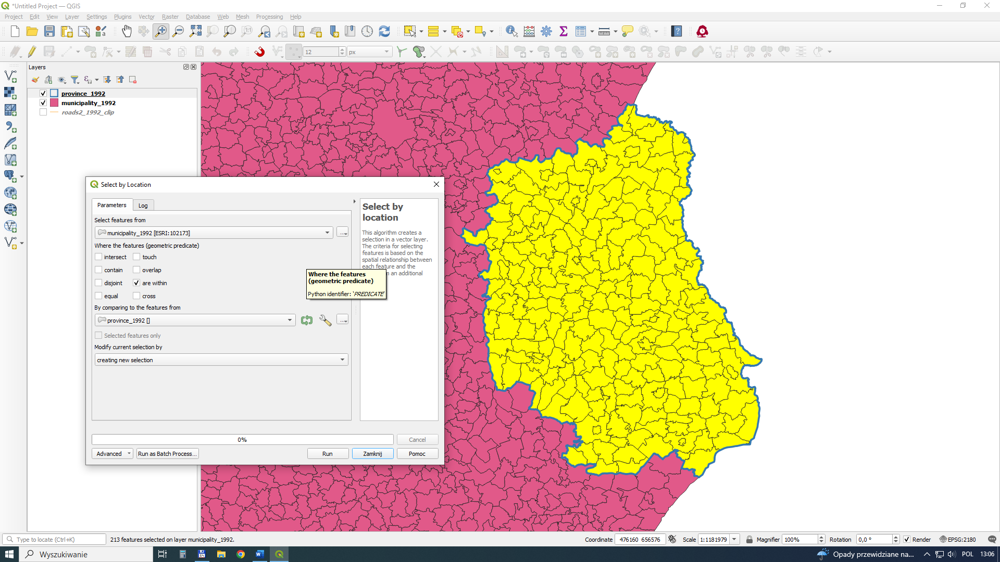 *Untitled Project — QGIS
Project Edit View Layer Settings Plugins Vector Raster Database Web Mesh Processing Help
12 px
Layers
province_1992
municipality_1992
roads2_1992_clip
Select by Location
Parameters Log
Select features from
municipality_1992 [ESRI:102173]
Where the features (geometric predicate)
intersect touch
contain overlap
disjoint are within
equal cross
By comparing to the features from
province_1992 []
Selected features only
Modify current selection by
creating new selection
Select by
location
This algorithm creates a
selection in a vector layer.
The criteria for selecting
features is based on the
spatial relationship between
each feature and the
n an additional
Where the features
(geometric predicate)
Python identifier: 'PREDICATE'
0%
Cancel
Advanced Run as Batch Process... Run Zamknij Pomoc
Type to locate (Ctrl+K) 213 features selected on layer municipality_1992. Coordinate 476160 656576 Scale 1:1181979 Magnifier 100% Rotation 0,0 ° Render EPSG:2180
Wyszukiwanie Opady przewidziane na... POL 13:06